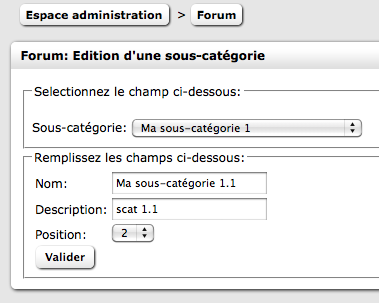 Espace administration > Forum
Forum: Edition d'une sous-catégorie
Selectionnez le champ ci-dessous:
Sous-catégorie: Ma sous-catégorie 1
Remplissez les champs ci-dessous:
Nom: Ma sous-catégorie 1.1
Description: scat 1.1
Position: 2
Valider